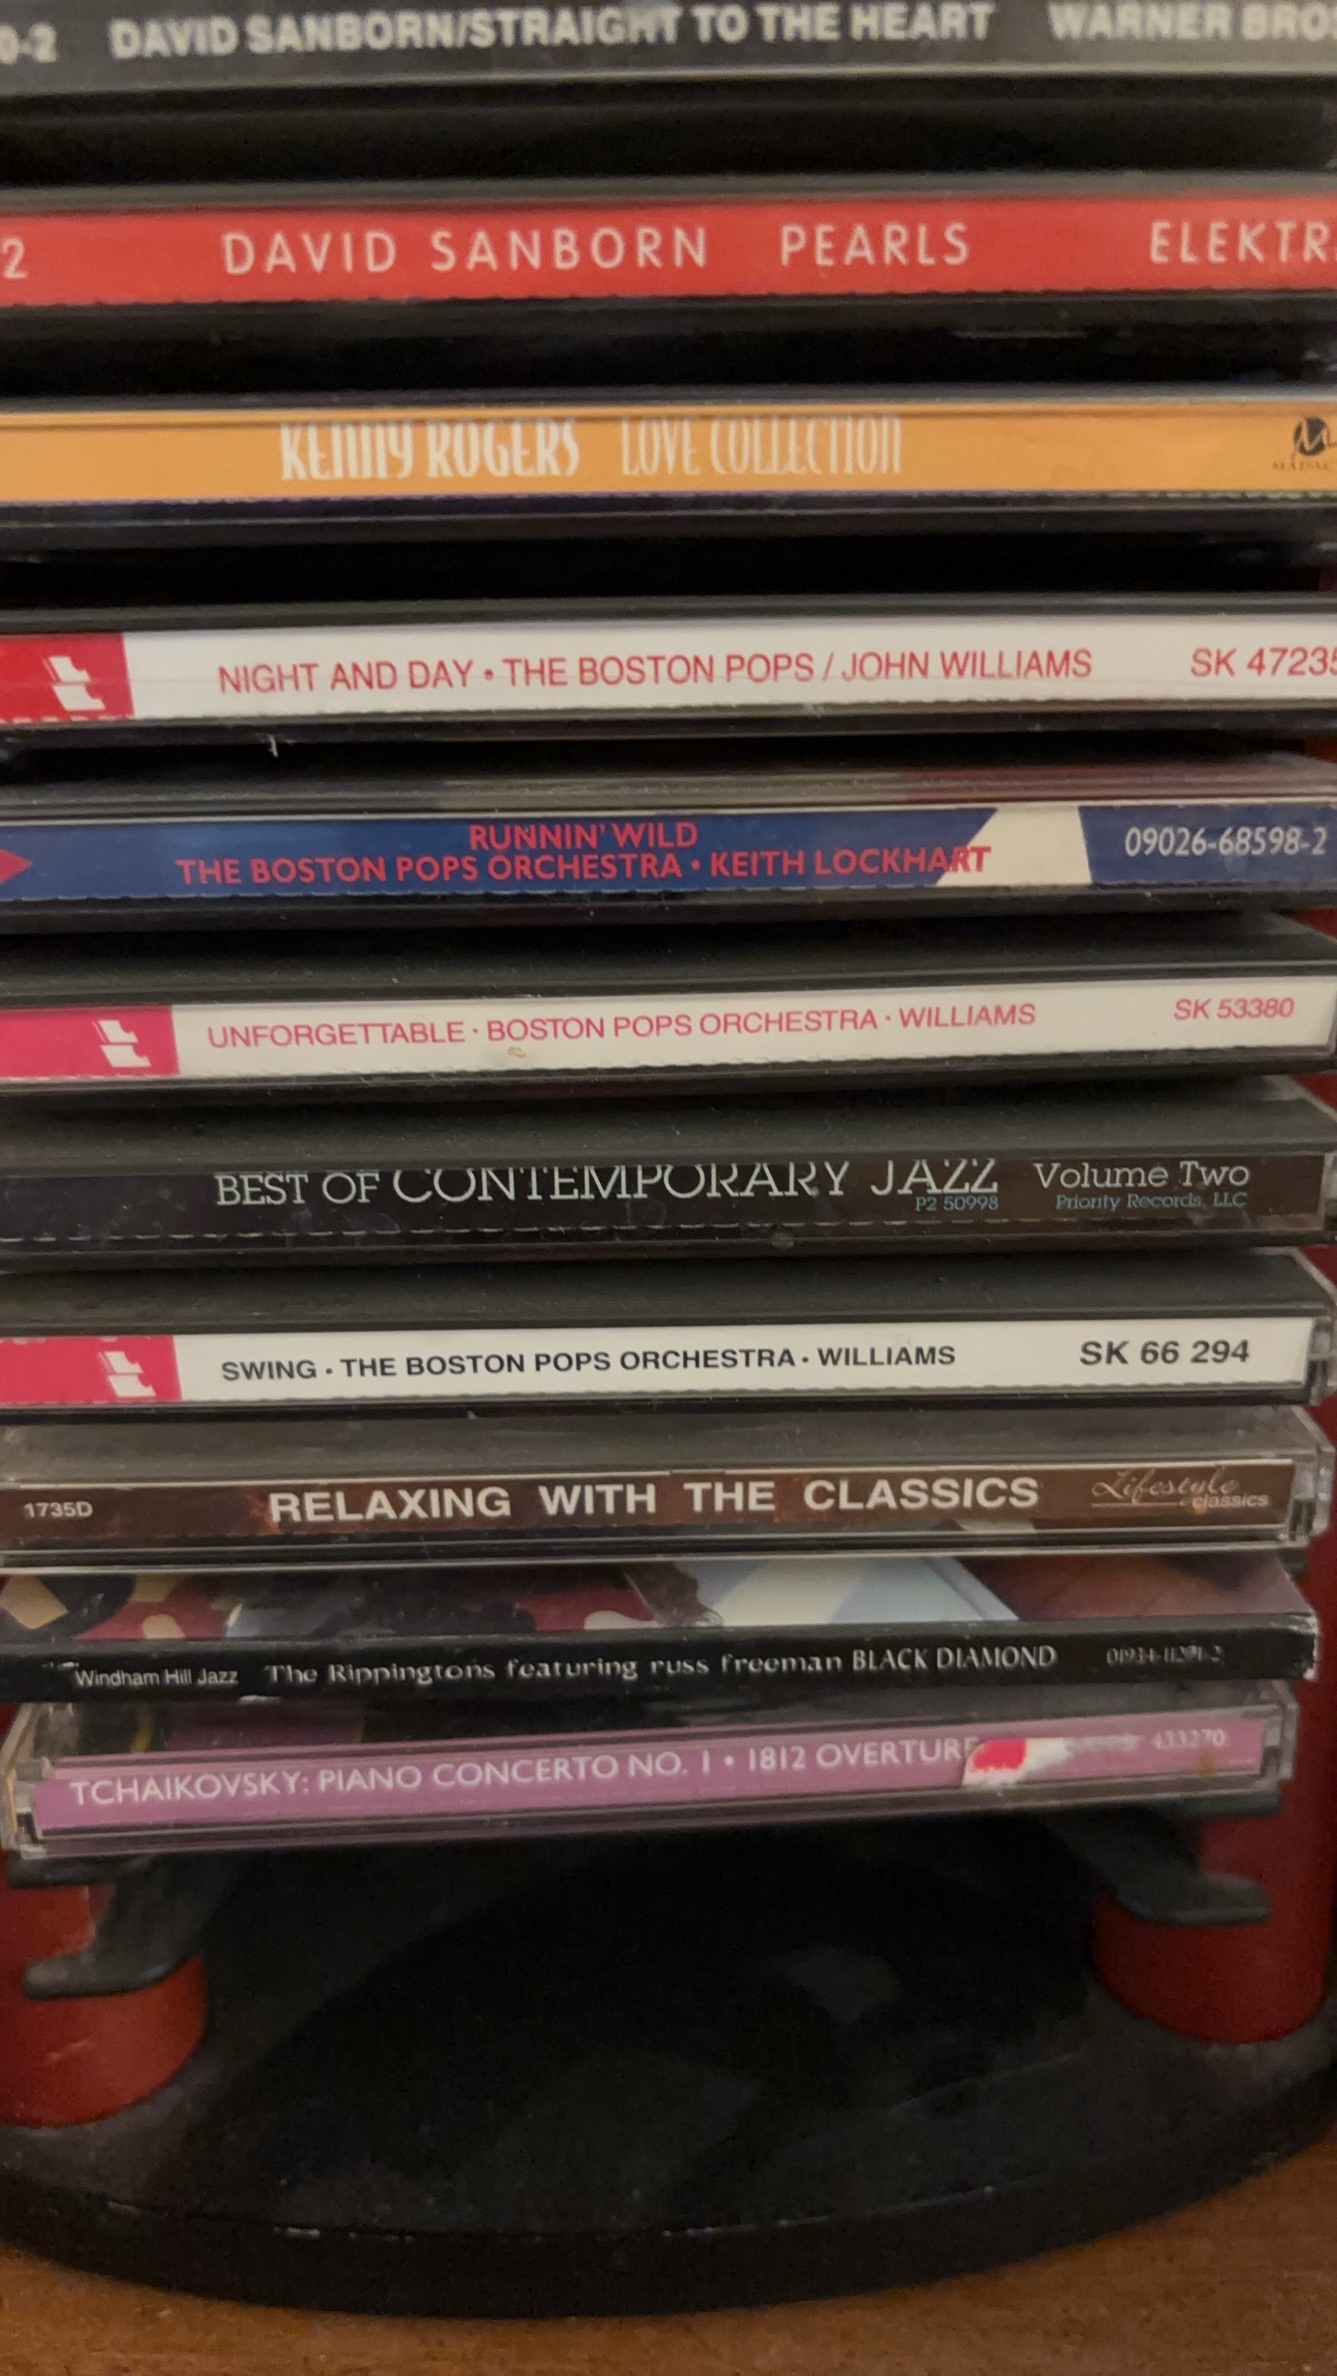 0-2 DAVID SANBORN/STRAIGHT TO THE HEART WARNER BRO
2 DAVID SANBORN PEARLS ELEKTR
KENNY ROGERS LOVE COLLECTION
NIGHT AND DAY • THE BOSTON POPS / JOHN WILLIAMS SK 47235
RUNNIN' WILD
THE BOSTON POPS ORCHESTRA • KEITH LOCKHART 09026-68598-2
UNFORGETTABLE · BOSTON POPS ORCHESTRA · WILLIAMS SK 53380
BEST OF CONTEMPORARY JAZZ Volume Two
P2 50998 Priority Records, LLC
SWING • THE BOSTON POPS ORCHESTRA • WILLIAMS SK 66 294
1735D RELAXING WITH THE CLASSICS Lifestyle
classics
Windham Hill Jazz The Rippingtons featuring russ freeman BLACK DIAMOND
TCHAIKOVSKY: PIANO CONCERTO NO. 1 • 1812 OVERTURE 433270